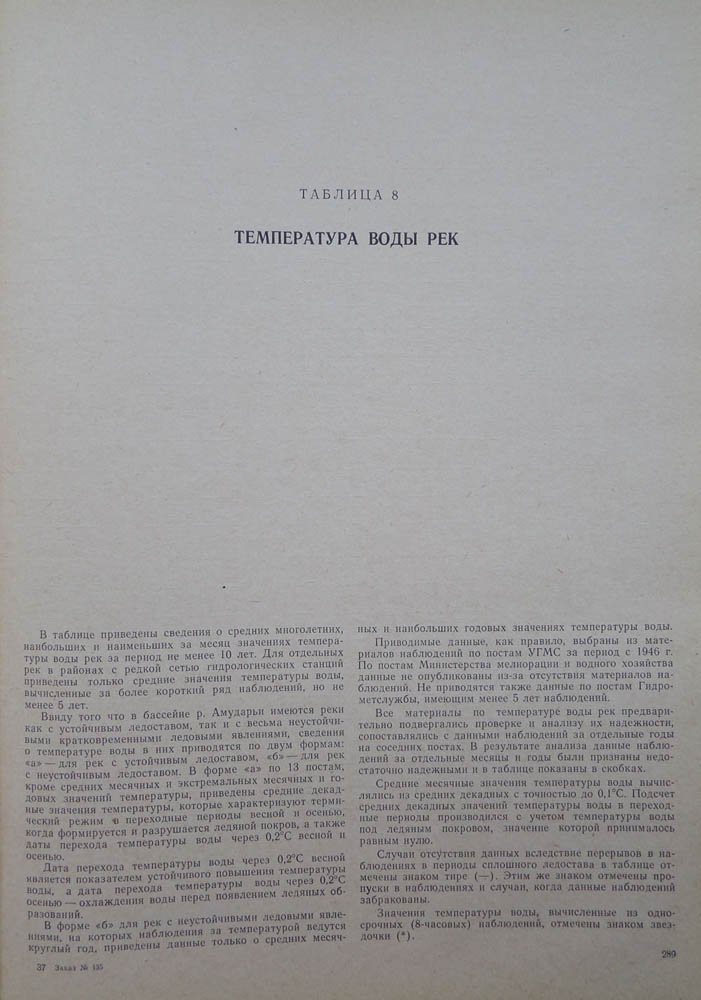 ТАБЛИЦА 8
ТЕМПЕРАТУРА ВОДЫ РЕК
В таблице приведены сведения о средних многолетних,
наибольших и наименьших за месяц значениях темпера-
туры воды рек за период не менее 10 лет. Для отдельных
рек в районах с редкой сетью гидрологических станций
приведены только средние значения температуры воды,
вычисленные за более короткий ряд наблюдений, но не
менее 5 лет.
Ввиду того что в бассейне р. Амударьи имеются реки
как с устойчивым ледоставом, так и с весьма неустойчи-
выми кратковременными ледовыми явлениями, сведения
о температуре воды в них приводятся по двум формам:
«а» — для рек с устойчивым ледоставом, «б» — для рек
с неустойчивым ледоставом. В форме «а» по 13 постам,
кроме средних месячных и экстремальных месячных и го-
довых значений температуры, приведены средние декад-
ные значения температуры, которые характеризуют терми-
ческий режим в переходные периоды весной и осенью,
когда формируется и разрушается ледяной покров, а также
даты перехода температуры воды через 0,2°С весной и
осенью.
Дата перехода температуры воды через 0,2°С весной
является показателем устойчивого повышения температуры
воды, а дата перехода температуры воды через 0,2°С
осенью — охлаждения воды перед появлением ледяных об-
разований.
В форме «б» для рек с неустойчивыми ледовыми явле-
ниями, на которых наблюдения за температурой ведутся
круглый год, приведены данные только о средних месяч-
37 Заказ № 135
ных и наибольших годовых значениях температуры воды.
Приводимые данные, как правило, выбраны из мате-
риалов наблюдений по постам УГМС за период с 1946 г.
По постам Министерства мелиорации и водного хозяйства
данные не опубликованы из-за отсутствия материалов на-
блюдений. Не приводятся также данные по постам Гидро-
метслужбы, имеющим менее 5 лет наблюдений.
Все материалы по температуре воды рек предвари-
тельно подвергались проверке и анализу их надежности,
сопоставлялись с данными наблюдений за отдельные годы
на соседних постах. В результате анализа данные наблю-
дений за отдельные месяцы и годы были признаны недо-
статочно надежными и в таблице показаны в скобках.
Средние месячные значения температуры воды вычис-
лялись из средних декадных с точностью до 0,1°С. Подсчет
средних декадных значений температуры воды в переход-
ные периоды производился с учетом температуры воды
под ледяным покровом, значение которой принималось
равным нулю.
Случаи отсутствия данных вследствие перерывов в на-
блюдениях в периоды сплошного ледостава в таблице от-
мечены знаком тире (—). Этим же знаком отмечены про-
пуски в наблюдениях и случаи, когда данные наблюдений
забракованы.
Значения температуры воды, вычисленные из одно-
срочных (8-часовых) наблюдений, отмечены знаком звез-
дочки (*).
289